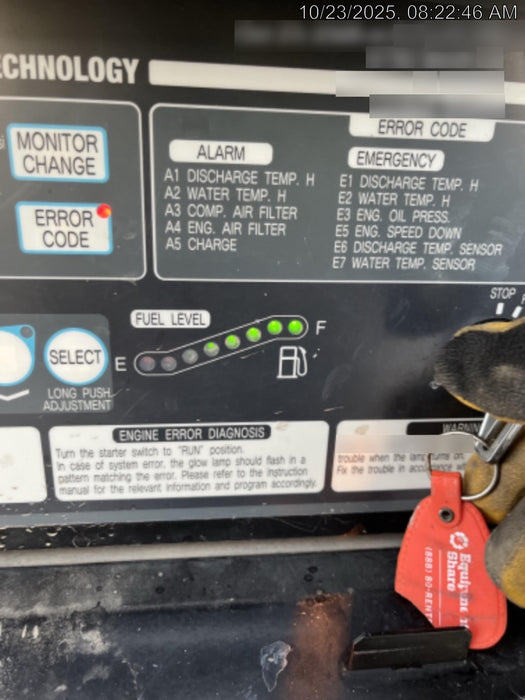 10/23/2025. 08:22:46 AM
ECHNOLOGY
MONITOR
CHANGE
ERROR
CODE
ERROR CODE
ALARM
A1 DISCHARGE TEMP. H
A2 WATER TEMP. H
A3 COMP. AIR FILTER
A4 ENG. AIR FILTER
A5 CHARGE
EMERGENCY
E1 DISCHARGE TEMP. H
E2 WATER TEMP. H
E3 ENG. OIL PRESS.
E5 ENG. SPEED DOWN
E6 DISCHARGE TEMP. SENSOR
E7 WATER TEMP. SENSOR
STOP
FUEL LEVEL
E
F
SELECT
LONG PUSH
ADJUSTMENT
ENGINE ERROR DIAGNOSIS
Turn the starter switch to "RUN" position.
In case of system error, the glow lamp should flash in a
pattern matching the error. Please refer to the instruction
manual for the relevant information and program accordingly.
WARNIN
trouble when the lamp turns on.
Fix the trouble in accordance
Equipment
Share
(888) 80-RENT